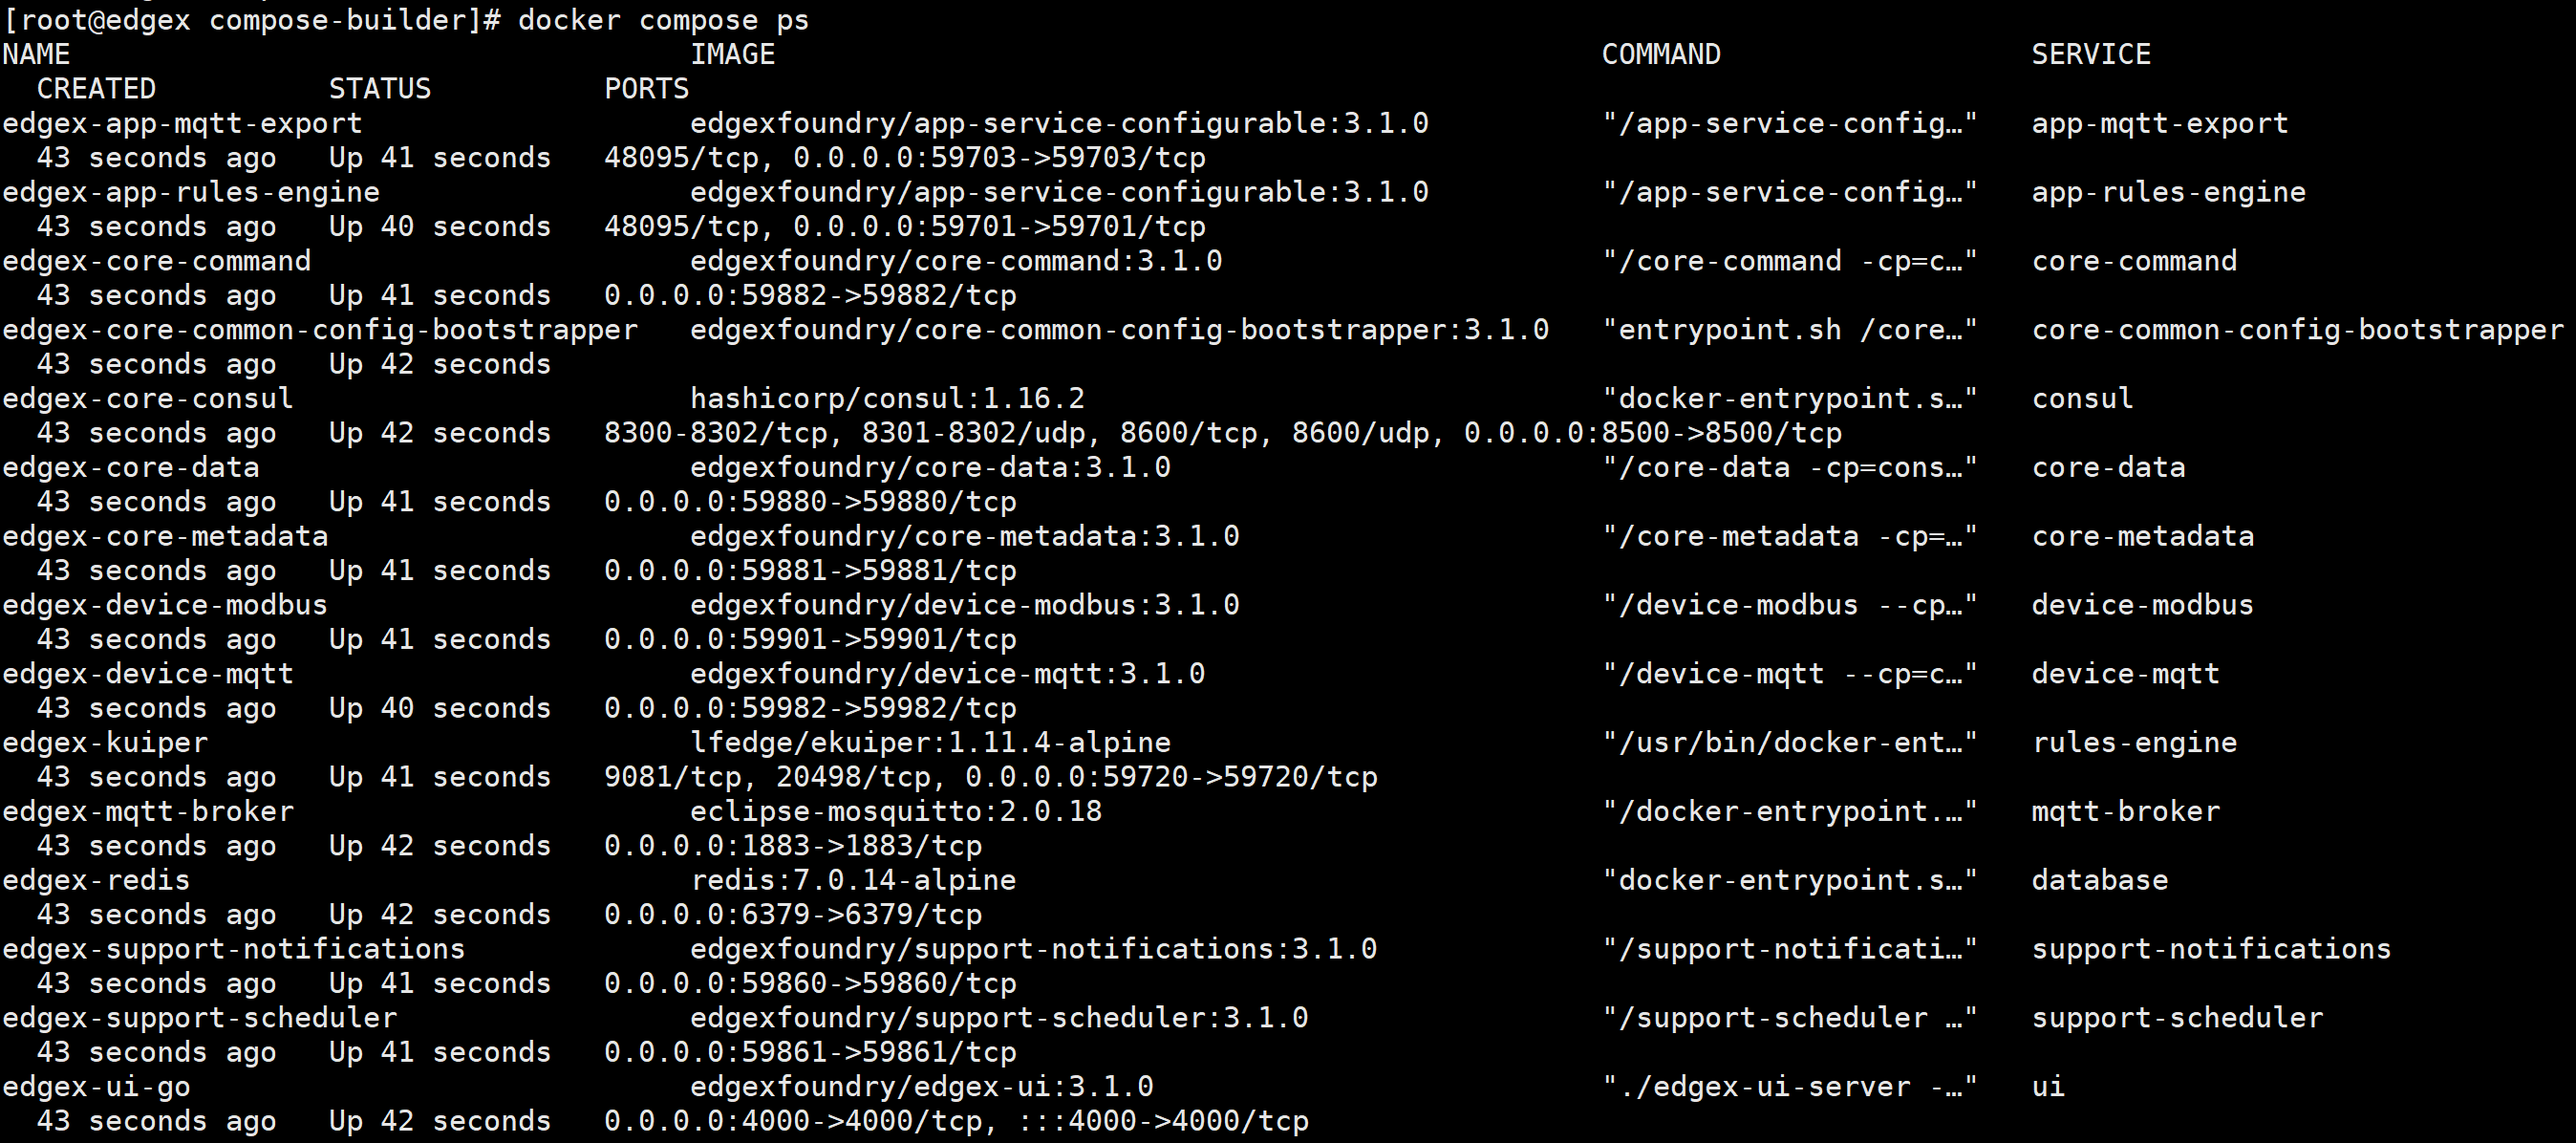 [root@edgex compose-builder]# docker compose ps
NAME                                    IMAGE                                                COMMAND                  SERVICE
  CREATED          STATUS          PORTS
edgex-app-mqtt-export                   edgexfoundry/app-service-configurable:3.1.0          "/app-service-config…"   app-mqtt-export
  43 seconds ago   Up 41 seconds   48095/tcp, 0.0.0.0:59703->59703/tcp
edgex-app-rules-engine                  edgexfoundry/app-service-configurable:3.1.0          "/app-service-config…"   app-rules-engine
  43 seconds ago   Up 40 seconds   48095/tcp, 0.0.0.0:59701->59701/tcp
edgex-core-command                      edgexfoundry/core-command:3.1.0                      "/core-command -cp=c…"   core-command
  43 seconds ago   Up 41 seconds   0.0.0.0:59882->59882/tcp
edgex-core-common-config-bootstrapper   edgexfoundry/core-common-config-bootstrapper:3.1.0   "entrypoint.sh /core…"   core-common-config-bootstrapper
  43 seconds ago   Up 42 seconds
edgex-core-consul                       hashicorp/consul:1.16.2                              "docker-entrypoint.s…"   consul
  43 seconds ago   Up 42 seconds   8300-8302/tcp, 8301-8302/udp, 8600/tcp, 8600/udp, 0.0.0.0:8500->8500/tcp
edgex-core-data                         edgexfoundry/core-data:3.1.0                         "/core-data -cp=cons…"   core-data
  43 seconds ago   Up 41 seconds   0.0.0.0:59880->59880/tcp
edgex-core-metadata                     edgexfoundry/core-metadata:3.1.0                     "/core-metadata -cp=…"   core-metadata
  43 seconds ago   Up 41 seconds   0.0.0.0:59881->59881/tcp
edgex-device-modbus                     edgexfoundry/device-modbus:3.1.0                     "/device-modbus --cp…"   device-modbus
  43 seconds ago   Up 41 seconds   0.0.0.0:59901->59901/tcp
edgex-device-mqtt                       edgexfoundry/device-mqtt:3.1.0                       "/device-mqtt --cp=c…"   device-mqtt
  43 seconds ago   Up 40 seconds   0.0.0.0:59982->59982/tcp
edgex-kuiper                            lfedge/ekuiper:1.11.4-alpine                         "/usr/bin/docker-ent…"   rules-engine
  43 seconds ago   Up 41 seconds   9081/tcp, 20498/tcp, 0.0.0.0:59720->59720/tcp
edgex-mqtt-broker                       eclipse-mosquitto:2.0.18                             "/docker-entrypoint.…"   mqtt-broker
  43 seconds ago   Up 42 seconds   0.0.0.0:1883->1883/tcp
edgex-redis                             redis:7.0.14-alpine                                  "docker-entrypoint.s…"   database
  43 seconds ago   Up 42 seconds   0.0.0.0:6379->6379/tcp
edgex-support-notifications             edgexfoundry/support-notifications:3.1.0             "/support-notificati…"   support-notifications
  43 seconds ago   Up 41 seconds   0.0.0.0:59860->59860/tcp
edgex-support-scheduler                 edgexfoundry/support-scheduler:3.1.0                 "/support-scheduler …"   support-scheduler
  43 seconds ago   Up 41 seconds   0.0.0.0:59861->59861/tcp
edgex-ui-go                             edgexfoundry/edgex-ui:3.1.0                          "./edgex-ui-server -…"   ui
  43 seconds ago   Up 42 seconds   0.0.0.0:4000->4000/tcp, :::4000->4000/tcp